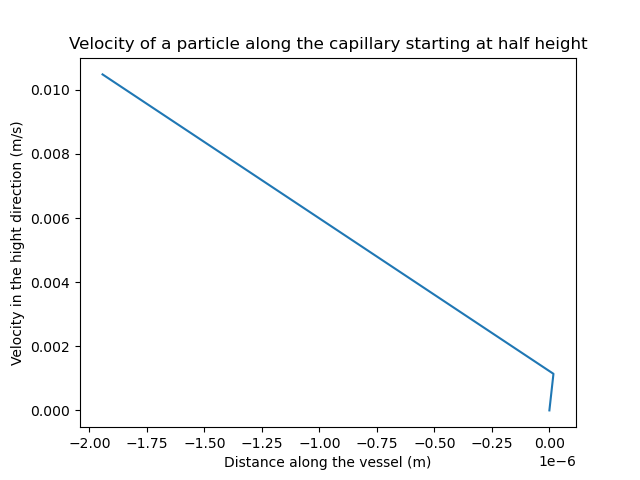 Velocity of a particle along the capillary starting at half height
Velocity in the hight direction (m/s)
0.010
0.008
0.006
0.004
0.002
0.000
−2.00 −1.75 −1.50 −1.25 −1.00 −0.75 −0.50 −0.25 0.00
1e−6
Distance along the vessel (m)